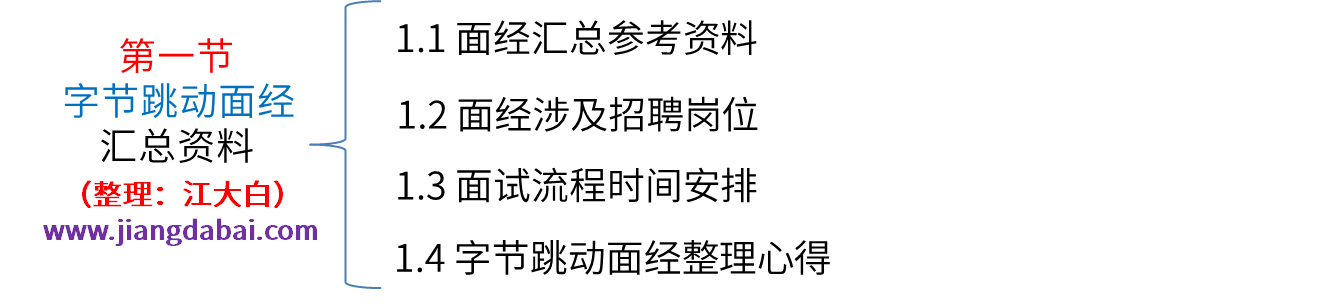 第一节
字节跳动面经
汇总资料
（整理：江大白）
www.jiangdabai.com
1.1 面经汇总参考资料
1.2 面经涉及招聘岗位
1.3 面试流程时间安排
1.4 字节跳动面经整理心得